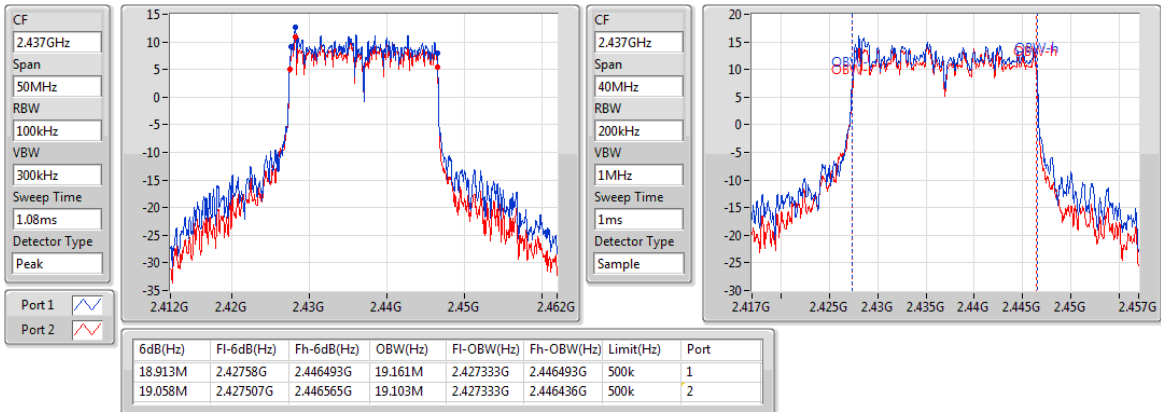 CF
2.437GHz
Span
50MHz
RBW
100kHz
VBW
300kHz
Sweep Time
1.08ms
Detector Type
Peak
Port 1
Port 2
15
10
5
0
-5
-10
-15
-20
-25
-30
-35
2.412G 2.42G 2.43G 2.44G 2.45G 2.462G
CF
2.437GHz
Span
40MHz
RBW
200kHz
VBW
1MHz
Sweep Time
1ms
Detector Type
Sample
20
15
10
5
0
-5
-10
-15
-20
-25
-30
OBW-h
2.417G 2.425G 2.43G 2.435G 2.44G 2.445G 2.45G 2.457G
6dB(Hz) Fl-6dB(Hz) Fh-6dB(Hz) OBW(Hz) Fl-OBW(Hz) Fh-OBW(Hz) Limit(Hz) Port
18.913M 2.42758G 2.446493G 19.161M 2.427333G 2.446493G 500k 1
19.058M 2.427507G 2.446565G 19.103M 2.427333G 2.446436G 500k 2